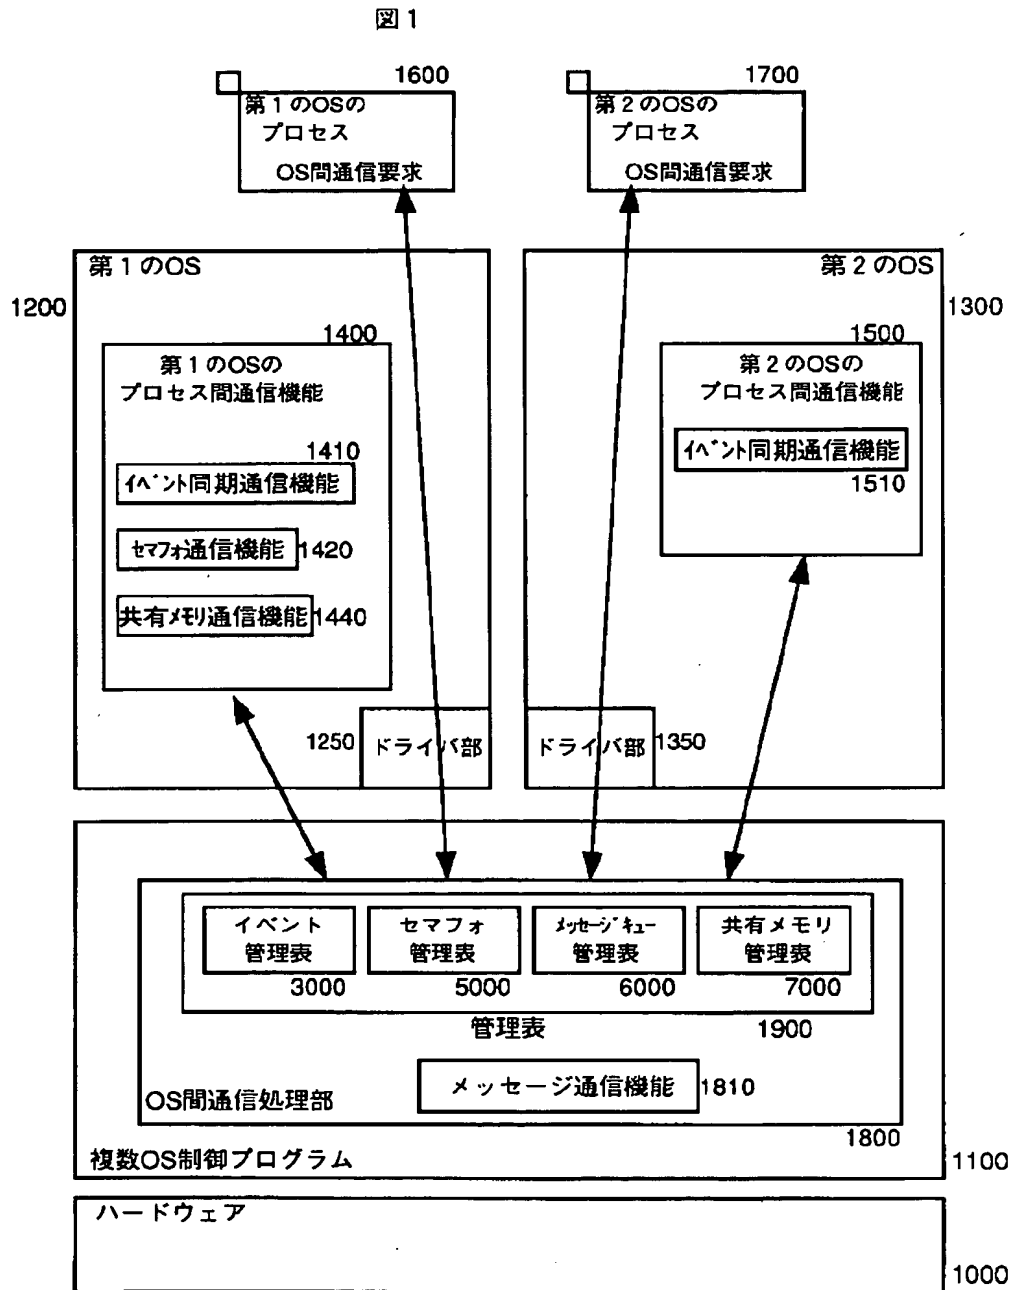 図1
1600
第1のOSの
プロセス
OS間通信要求
1700
第2のOSの
プロセス
OS間通信要求
第1のOS
1200
1400
第1のOSの
プロセス間通信機能
1410
イベント同期通信機能
セマフォ通信機能
1420
共有メモリ通信機能
1440
1250
ドライバ部
第2のOS
1300
1500
第2のOSの
プロセス間通信機能
イベント同期通信機能
1510
ドライバ部
1350
イベント
管理表
3000
セマフォ
管理表
5000
メッセージキュー
管理表
6000
共有メモリ
管理表
7000
管理表
1900
メッセージ通信機能
1810
OS間通信処理部
1800
複数OS制御プログラム
1100
ハードウェア
1000